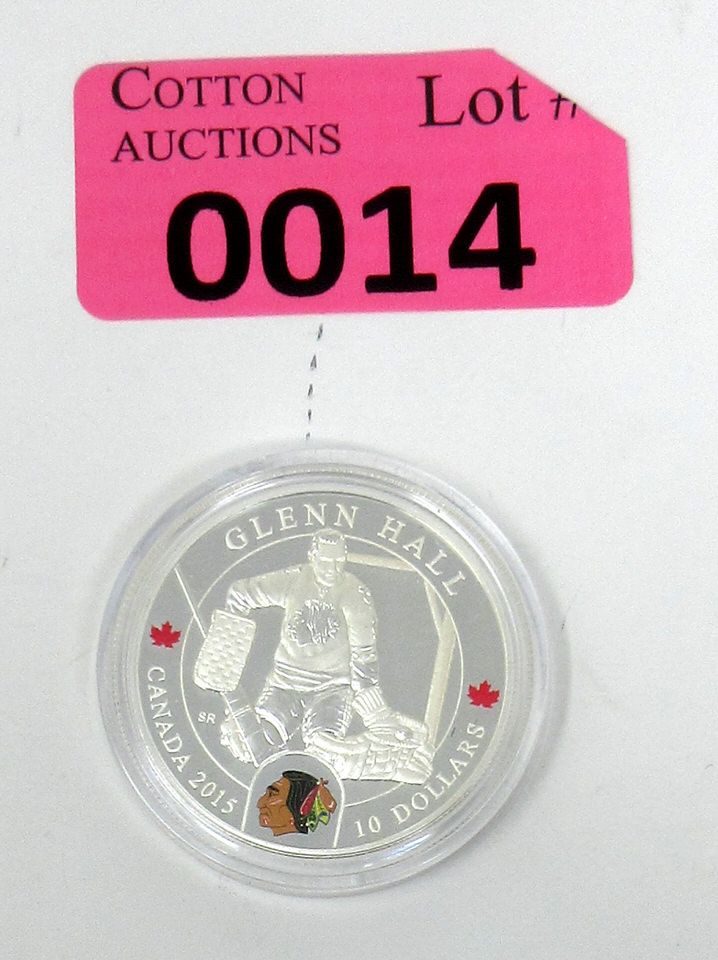 COTTON
AUCTIONS
Lot #
0014
GLENN HALL
SR
CANADA 2015
10 DOLLARS